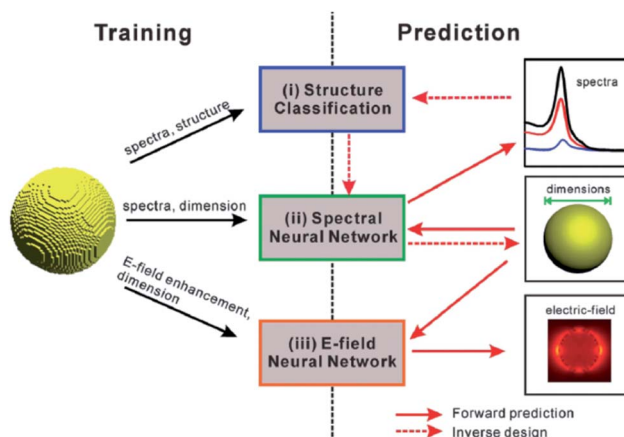 Training
Prediction
(i) Structure
Classification
spectra, structure
spectra
spectra, dimension
(ii) Spectral
Neural Network
dimensions
E-field enhancement,
dimension
(iii) E-field
Neural Network
electric-field
Forward prediction
Inverse design